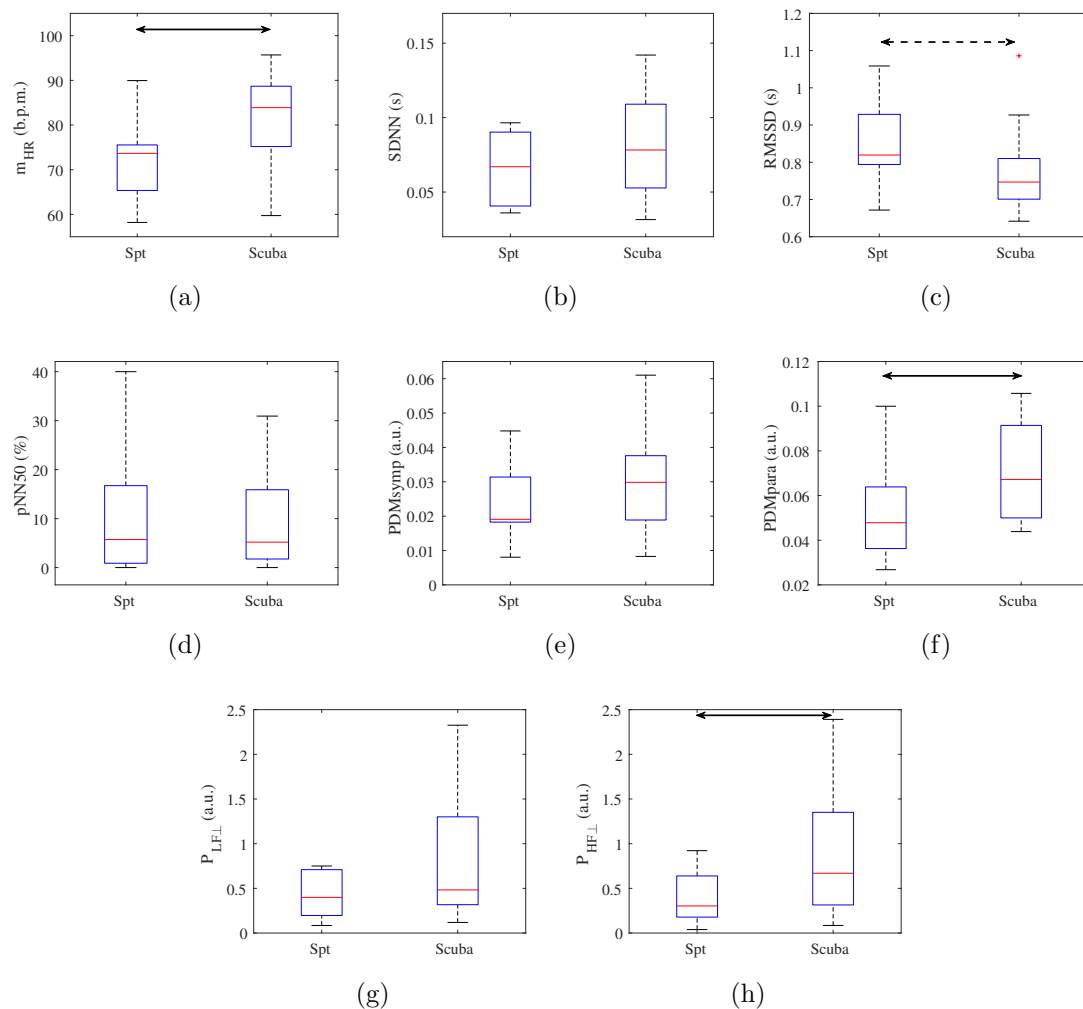 100
90
80
70
60
m_HR (b.p.m.)
Spt Scuba
(a)
0.15
0.1
0.05
SDNN (s)
Spt Scuba
(b)
1.2
1.1
1
0.9
0.8
0.7
0.6
RMSSD (s)
Spt Scuba
(c)
40
30
20
10
0
pNN50 (%)
Spt Scuba
(d)
0.06
0.05
0.04
0.03
0.02
0.01
0
PDMsymp (a.u.)
Spt Scuba
(e)
0.12
0.1
0.08
0.06
0.04
0.02
PDMpara (a.u.)
Spt Scuba
(f)
2.5
2
1.5
1
0.5
0
P_LF⊥ (a.u.)
Spt Scuba
(g)
2.5
2
1.5
1
0.5
0
P_HF⊥ (a.u.)
Spt Scuba
(h)